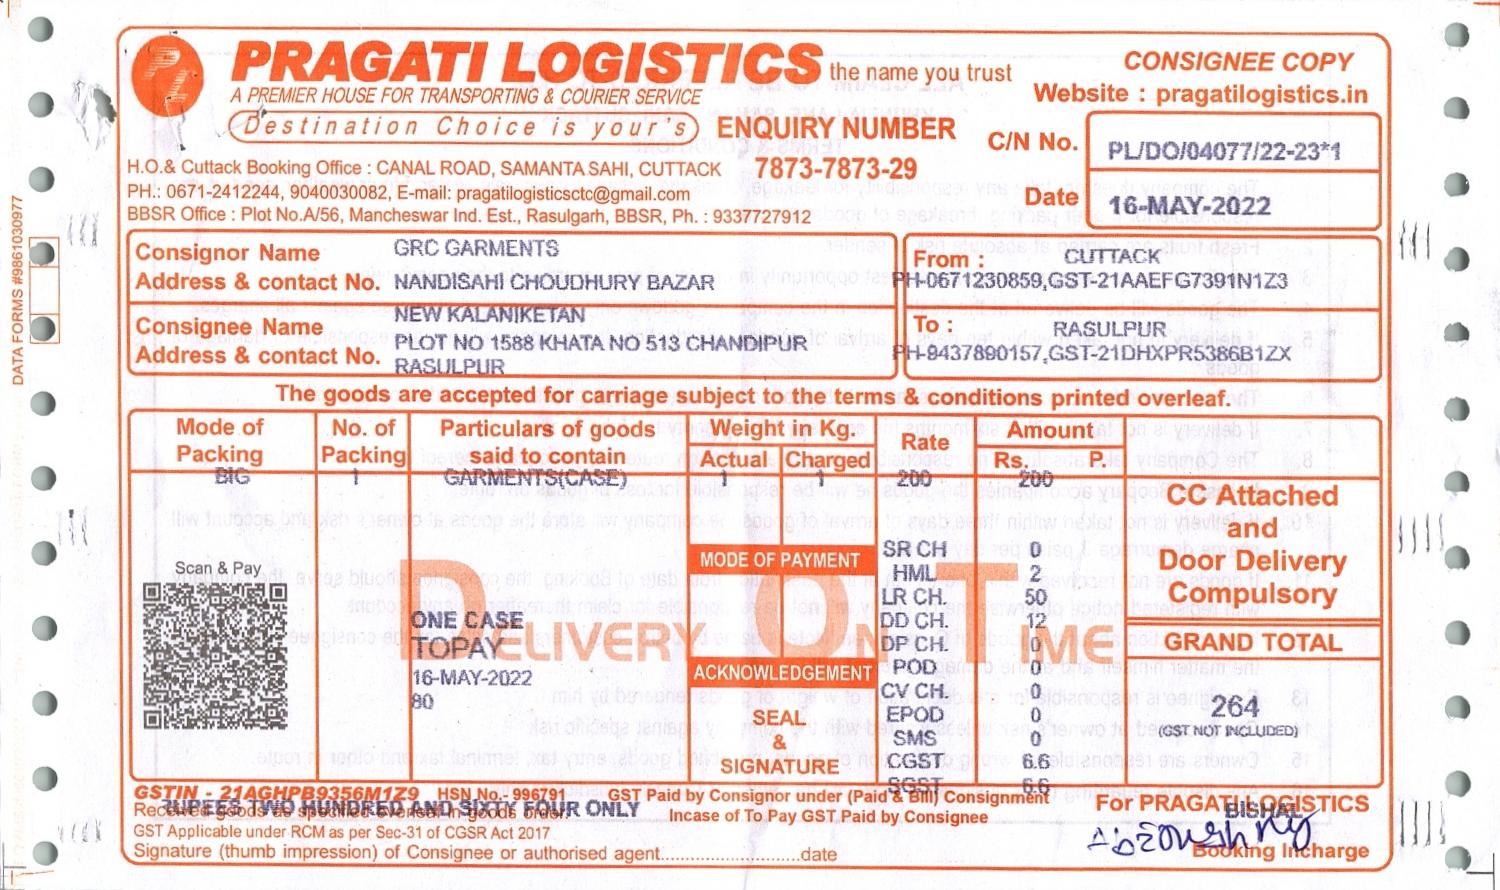 PRAGATI LOGISTICS the name you trust
A PREMIER HOUSE FOR TRANSPORTING & COURIER SERVICE
Destination Choice is your's
CONSIGNEE COPY
Website : pragatilogistics.in
ENQUIRY NUMBER
7873-7873-29
C/N No. PL/DO/04077/22-23*1
Date 16-MAY-2022
H.O.& Cuttack Booking Office : CANAL ROAD, SAMANTA SAHI, CUTTACK
PH.: 0671-2412244, 9040030082, E-mail: pragatilogisticsctc@gmail.com
BBSR Office : Plot No.A/56, Mancheswar Ind. Est., Rasulgarh, BBSR, Ph. : 9337727912
DATA FORMS #9861030977
Consignor Name GRC GARMENTS
Address & contact No. NANDISAHI CHOUDHURY BAZAR
From : CUTTACK
PH-0671230859,GST-21AAEFG7391N1Z3
Consignee Name NEW KALANIKETAN
Address & contact No. PLOT NO 1588 KHATA NO 513 CHANDIPUR
RASULPUR
To : RASULPUR
PH-9437890157,GST-21DHXPR5386B1ZX
The goods are accepted for carriage subject to the terms & conditions printed overleaf.
Mode of Packing No. of Packing Particulars of goods said to contain Weight in Kg. Actual Charged Rate Amount Rs. P.
BIG 1 GARMENTS(CASE) 1 1 200 200
CC Attached
and
Door Delivery
Compulsory
GRAND TOTAL
264
(GST NOT INCLUDED)
Scan & Pay
DELIVERY ON TIME
ONE CASE
TOPAY
16-MAY-2022
80
MODE OF PAYMENT
ACKNOWLEDGEMENT
SEAL
&
SIGNATURE
SR CH 0
HML 2
LR CH. 50
DD CH. 12
DP CH. 0
POD 0
CV CH. 0
EPOD 0
SMS 0
CGST 6.6
SGST 6.6
GSTIN - 21AGHPB9356M1Z9 HSN No.- 996791 GST Paid by Consignor under (Paid & Bill) Consignment
Incase of To Pay GST Paid by Consignee
RUPEES TWO HUNDRED AND SIXTY FOUR ONLY
Received goods as specified overleaf in goods order.
GST Applicable under RCM as per Sec-31 of CGSR Act 2017
Signature (thumb impression) of Consignee or authorised agent..............................date
For PRAGATI LOGISTICS
BISHAL
Booking Incharge